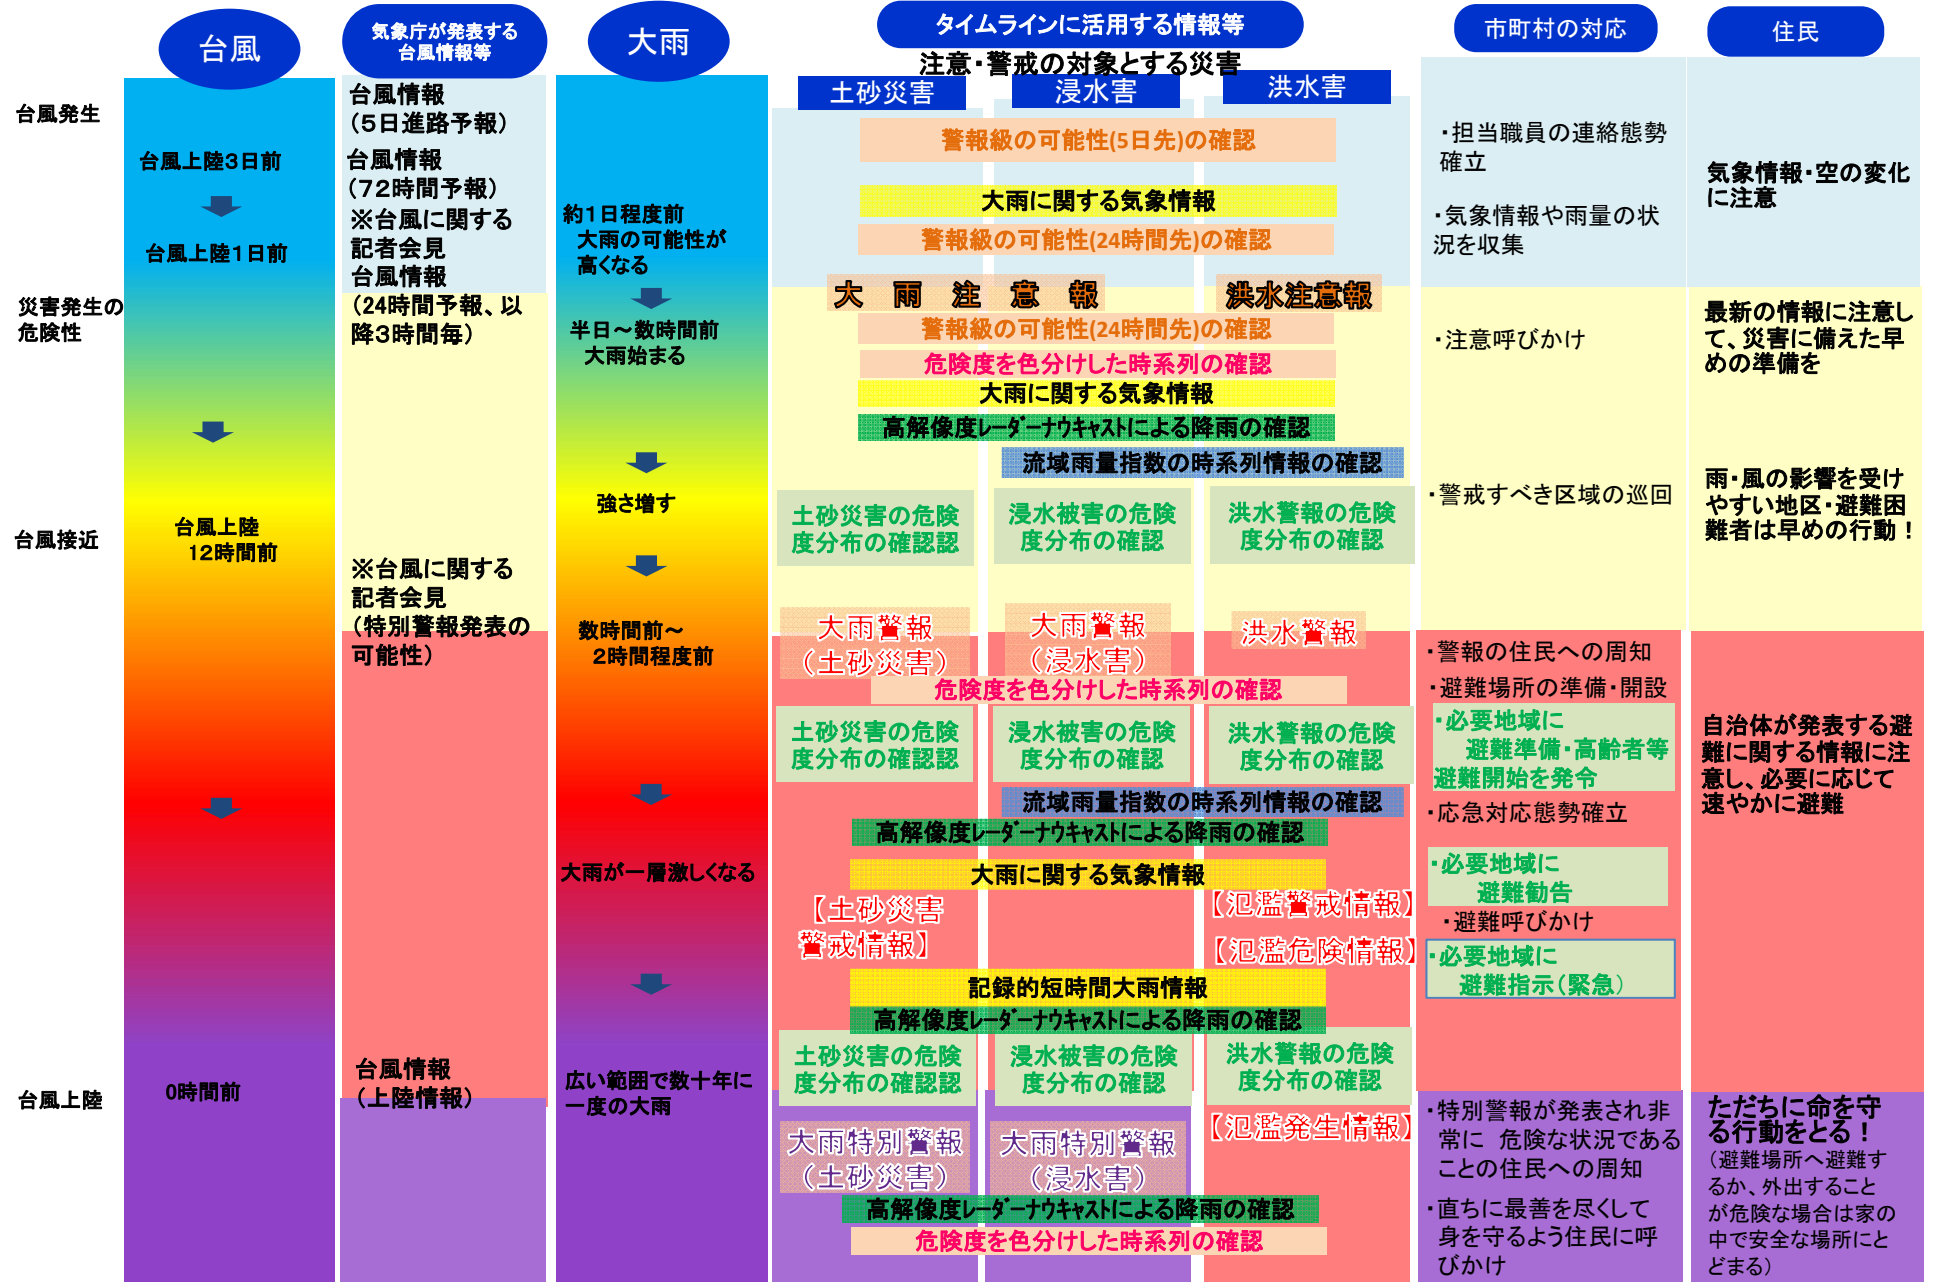 台風
気象庁が発表する
台風情報等
大雨
タイムラインに活用する情報等
市町村の対応
住民
注意・警戒の対象とする災害
土砂災害
浸水害
洪水害
台風発生
災害発生の
危険性
台風接近
台風上陸
台風上陸３日前
台風上陸１日前
台風上陸
12時間前
0時間前
台風情報
（５日進路予報）
台風情報
（７２時間予報）
※台風に関する
記者会見
台風情報
（24時間予報、以
降３時間毎）
※台風に関する
記者会見
（特別警報発表の
可能性）
台風情報
（上陸情報）
約１日程度前
大雨の可能性が
高くなる
半日～数時間前
大雨始まる
強さ増す
数時間前～
２時間程度前
大雨が一層激しくなる
広い範囲で数十年に
一度の大雨
警報級の可能性(5日先)の確認
大雨に関する気象情報
警報級の可能性(24時間先)の確認
大　雨　注　意　報
洪水注意報
警報級の可能性(24時間先)の確認
危険度を色分けした時系列の確認
大雨に関する気象情報
高解像度ﾚｰﾀﾞｰﾅｳｷｬｽﾄによる降雨の確認
流域雨量指数の時系列情報の確認
土砂災害の危険
度分布の確認認
浸水被害の危険
度分布の確認
洪水警報の危険
度分布の確認
大雨警報
（土砂災害）
大雨警報
（浸水害）
洪水警報
危険度を色分けした時系列の確認
土砂災害の危険
度分布の確認認
浸水被害の危険
度分布の確認
洪水警報の危険
度分布の確認
流域雨量指数の時系列情報の確認
高解像度ﾚｰﾀﾞｰﾅｳｷｬｽﾄによる降雨の確認
大雨に関する気象情報
【土砂災害
警戒情報】
【氾濫警戒情報】
【氾濫危険情報】
記録的短時間大雨情報
高解像度ﾚｰﾀﾞｰﾅｳｷｬｽﾄによる降雨の確認
土砂災害の危険
度分布の確認認
浸水被害の危険
度分布の確認
洪水警報の危険
度分布の確認
【氾濫発生情報】
大雨特別警報
（土砂災害）
大雨特別警報
（浸水害）
高解像度ﾚｰﾀﾞｰﾅｳｷｬｽﾄによる降雨の確認
危険度を色分けした時系列の確認
・担当職員の連絡態勢
確立
・気象情報や雨量の状
況を収集
・注意呼びかけ
・警戒すべき区域の巡回
・警報の住民への周知
・避難場所の準備・開設
・必要地域に
避難準備・高齢者等
避難開始を発令
・応急対応態勢確立
・必要地域に
避難勧告
・避難呼びかけ
・必要地域に
避難指示（緊急）
・特別警報が発表され非
常に 危険な状況である
ことの住民への周知
・直ちに最善を尽くして
身を守るよう住民に呼
びかけ
気象情報・空の変化
に注意
最新の情報に注意し
て、災害に備えた早
めの準備を
雨・風の影響を受け
やすい地区・避難困
難者は早めの行動！
自治体が発表する避
難に関する情報に注
意し、必要に応じて
速やかに避難
ただちに命を守
る行動をとる！
（避難場所へ避難す
るか、外出すること
が危険な場合は家の
中で安全な場所にと
どまる）